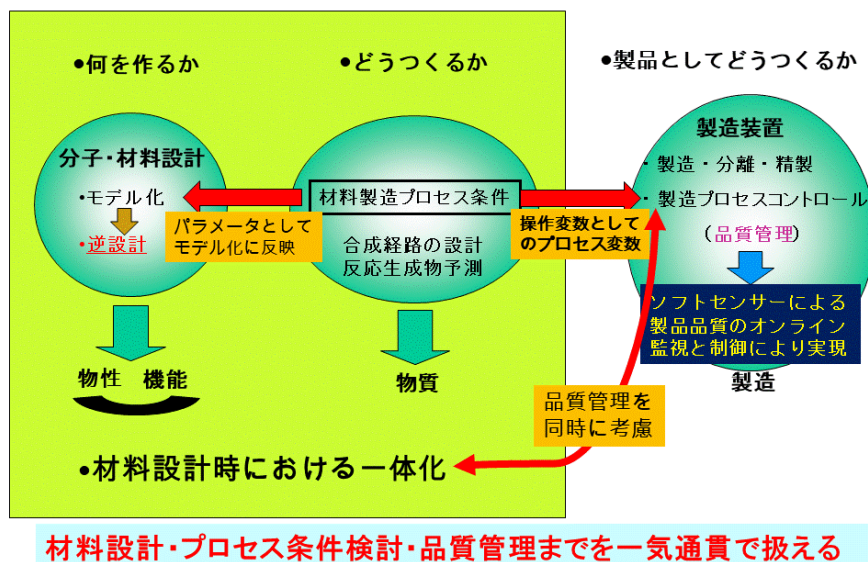 •何を作るか
•どうつくるか
•製品としてどうつくるか
分子・材料設計
•モデル化
•逆設計
パラメータとして
モデル化に反映
物性 機能
材料製造プロセス条件
合成経路の設計
反応生成物予測
物質
操作変数として
のプロセス変数
製造装置
・製造・分離・精製
・製造プロセスコントロール
(品質管理)
ソフトセンサーによる
製品品質のオンライン
監視と制御により実現
製造
品質管理を
同時に考慮
•材料設計時における一体化
材料設計・プロセス条件検討・品質管理までを一気通貫で扱える